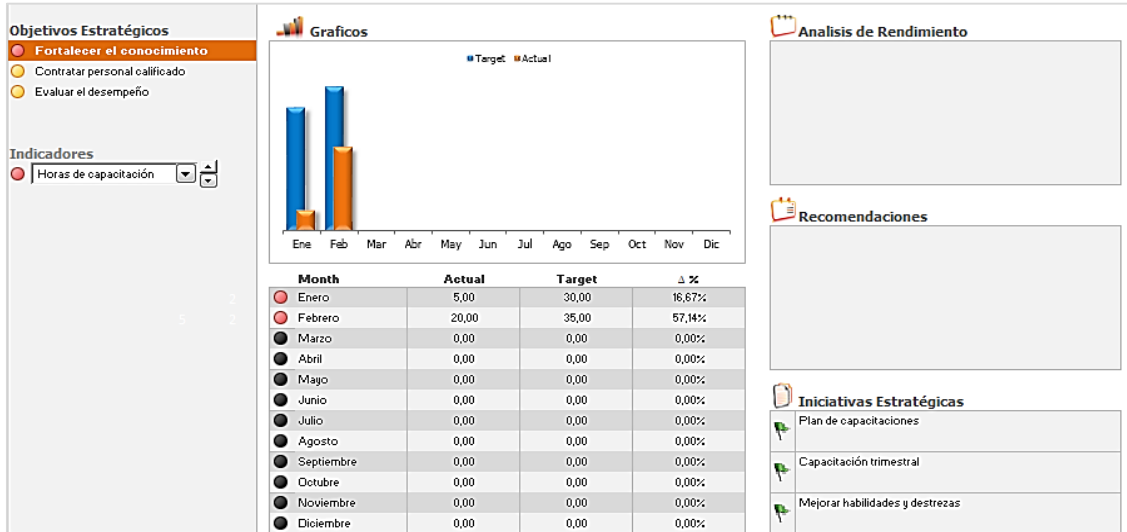 Objetivos Estratégicos
Fortalecer el conocimiento
Contratar personal calificado
Evaluar el desempeño
Indicadores
Horas de capacitación
2
5 2
Graficos
Target Actual
Ene Feb Mar Abr May Jun Jul Ago Sep Oct Nov Dic
Month Actual Target Δ %
Enero 5,00 30,00 16,67%
Febrero 20,00 35,00 57,14%
Marzo 0,00 0,00 0,00%
Abril 0,00 0,00 0,00%
Mayo 0,00 0,00 0,00%
Junio 0,00 0,00 0,00%
Julio 0,00 0,00 0,00%
Agosto 0,00 0,00 0,00%
Septiembre 0,00 0,00 0,00%
Octubre 0,00 0,00 0,00%
Noviembre 0,00 0,00 0,00%
Diciembre 0,00 0,00 0,00%
Analisis de Rendimiento
Recomendaciones
Iniciativas Estratégicas
Plan de capacitaciones
Capacitación trimestral
Mejorar habilidades y destrezas